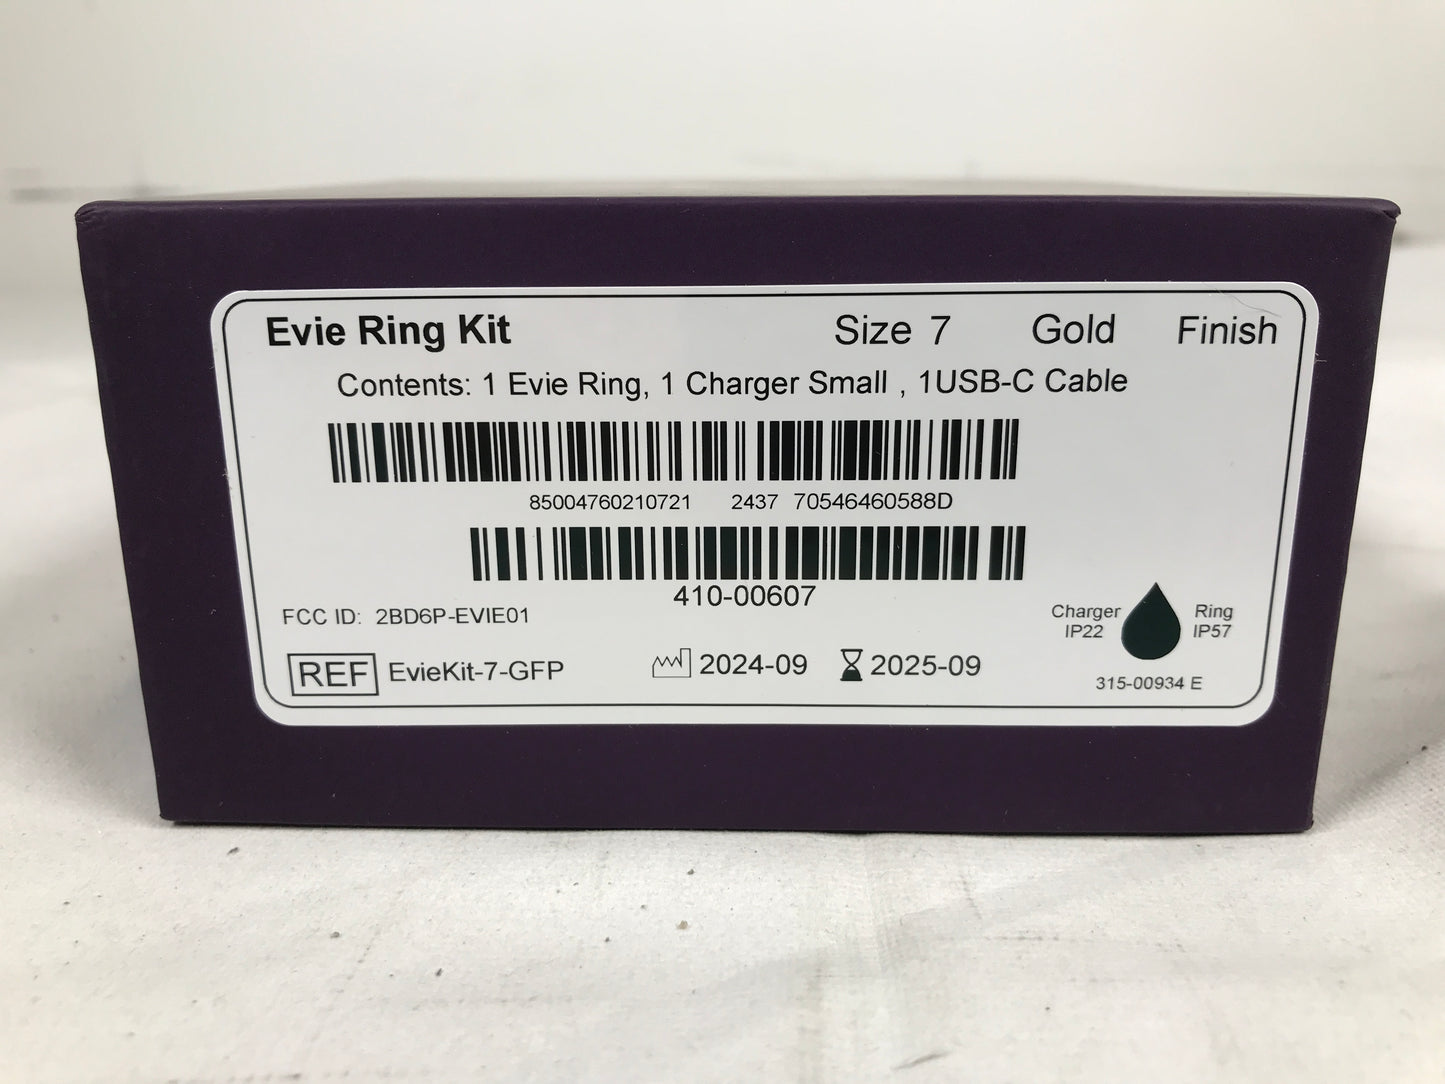 Evie Ring Kit Size 7 Gold Finish
Contents: 1 Evie Ring, 1 Charger Small , 1USB-C Cable
85004760210721 2437 70546460588D
410-00607
FCC ID: 2BD6P-EVIE01
Charger IP22
Ring IP57
REF EvieKit-7-GFP 2024-09 2025-09
315-00934 E